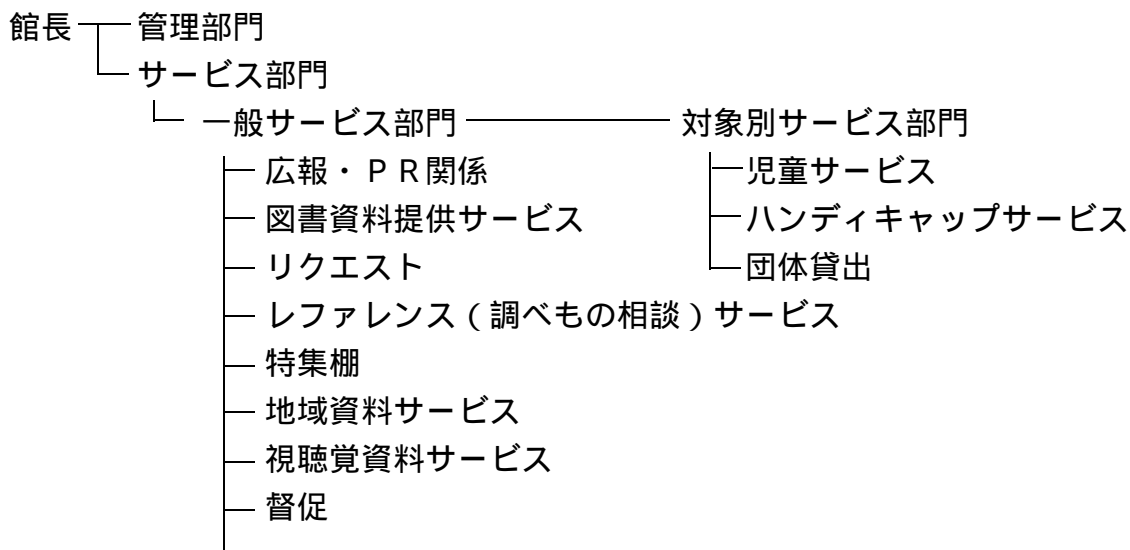 館長 管理部門
サービス部門
一般サービス部門 対象別サービス部門
広報・ＰＲ関係 児童サービス
図書資料提供サービス ハンディキャップサービス
リクエスト 団体貸出
レファレンス（調べもの相談）サービス
特集棚
地域資料サービス
視聴覚資料サービス
督促